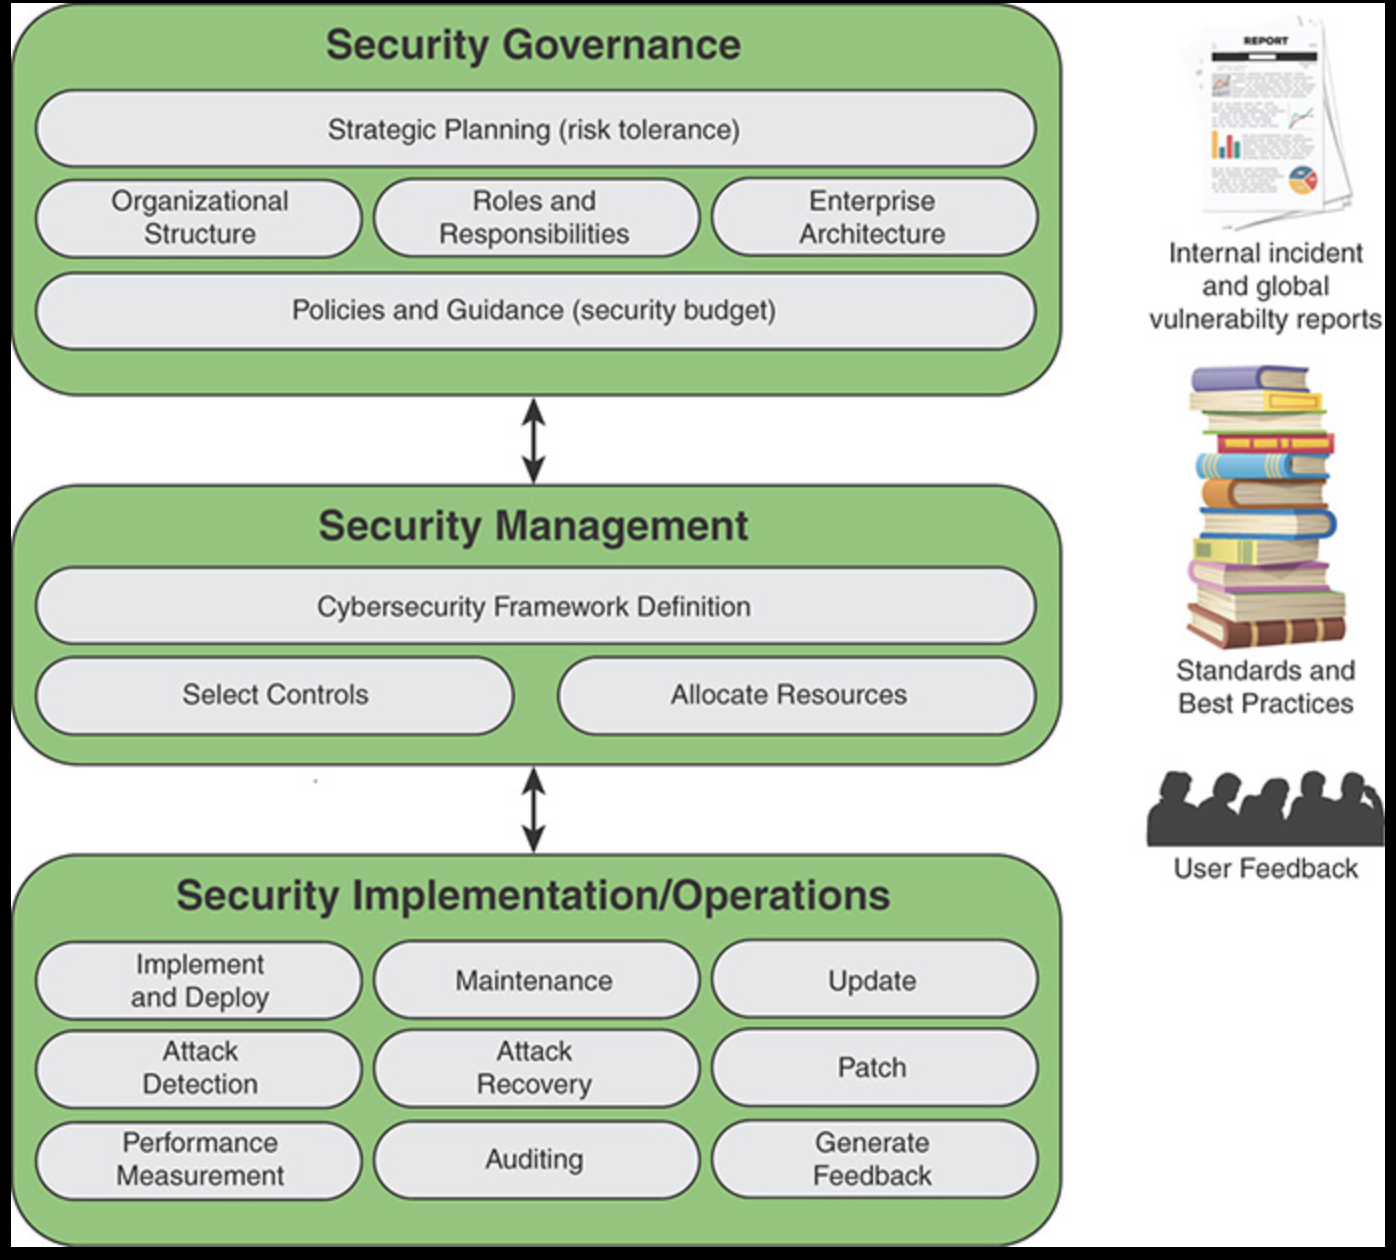 Security Governance
Strategic Planning (risk tolerance)
Organizational
Structure
Roles and
Responsibilities
Enterprise
Architecture
Policies and Guidance (security budget)
Security Management
Cybersecurity Framework Definition
Select Controls
Allocate Resources
Security Implementation/Operations
Implement
and Deploy
Maintenance
Update
Attack
Detection
Attack
Recovery
Patch
Performance
Measurement
Auditing
Generate
Feedback
REPORT
Internal incident
and global
vulnerabilty reports
Standards and
Best Practices
User Feedback